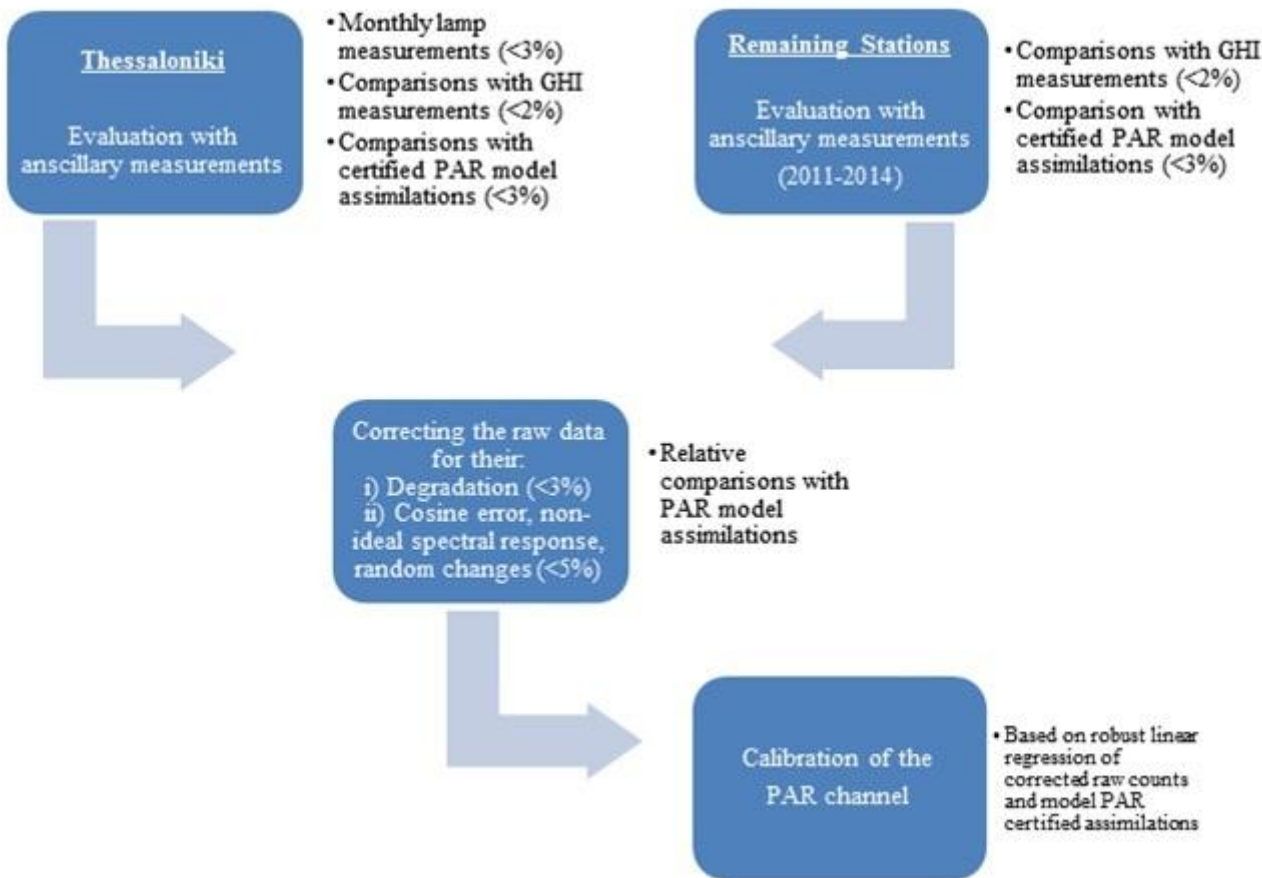 Thessaloniki
Evaluation with
anscillary measurements
•Monthly lamp
measurements (<3%)
•Comparisons with GHI
measurements (<2%)
•Comparisons with
certified PAR model
assimilations (<3%)
Remaining Stations
Evaluation with
anscillary measurements
(2011-2014)
•Comparisons with GHI
measurements (<2%)
•Comparison with
certified PAR model
assimilations (<3%)
Correcting the raw data
for their:
i) Degradation (<3%)
ii) Cosine error, non-
ideal spectral response,
random changes (<5%)
•Relative
comparisons with
PAR model
assimilations
Calibration of the
PAR channel
•Based on robust linear
regression of
corrected raw counts
and model PAR
certified assimilations